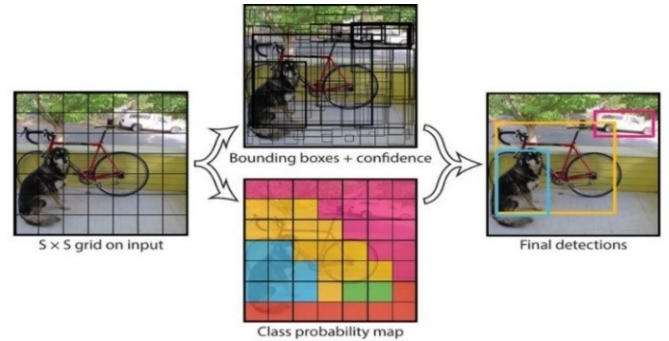 Bounding boxes + confidence
S × S grid on input
Final detections
Class probability map